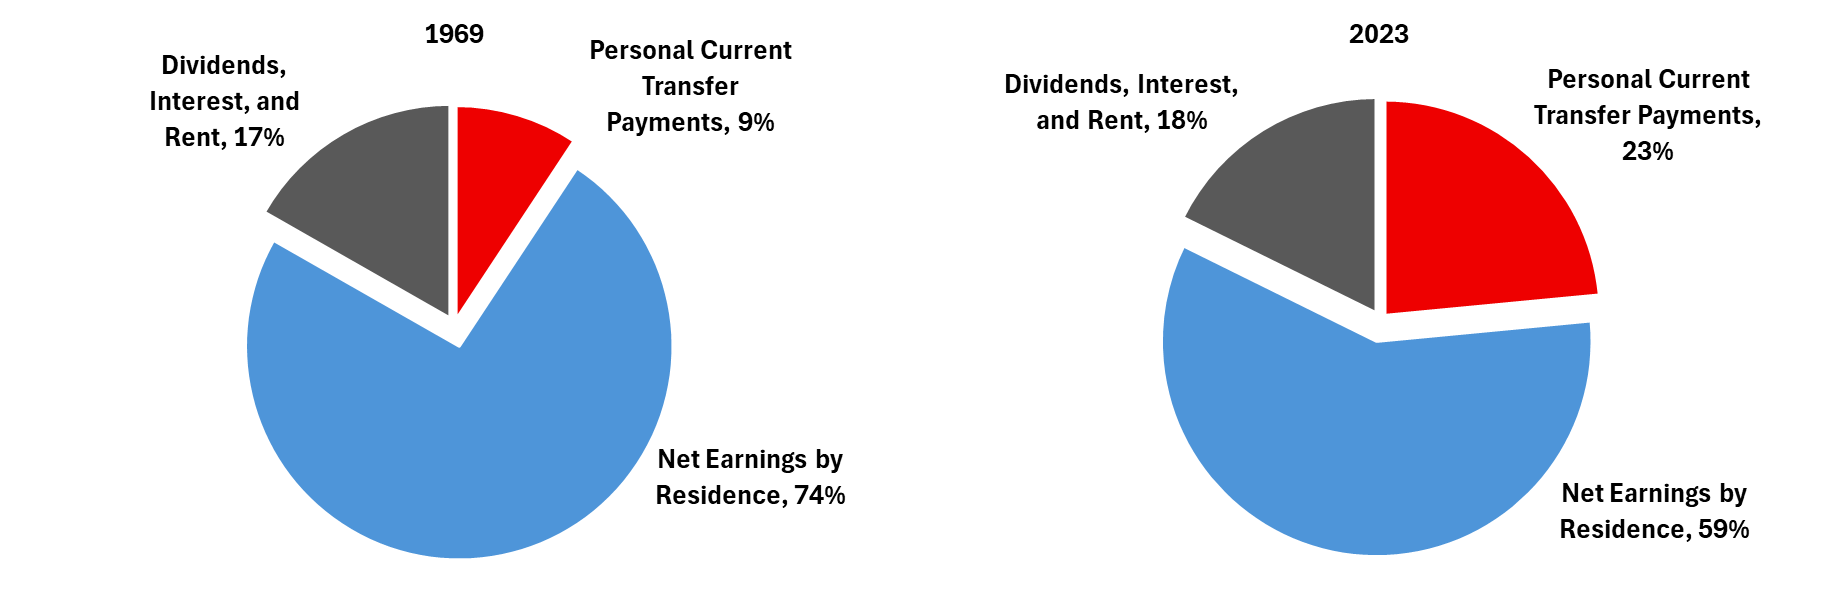 1969
Dividends,
Interest, and
Rent, 17%
Personal Current
Transfer
Payments, 9%
Net Earnings by
Residence, 74%
2023
Dividends, Interest,
and Rent, 18%
Personal Current
Transfer Payments,
23%
Net Earnings by
Residence, 59%